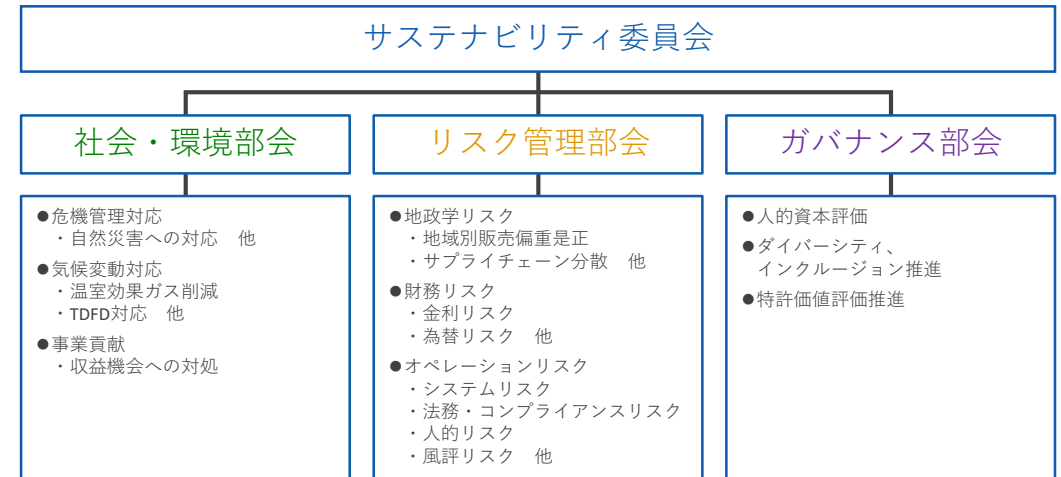 サステナビリティ委員会
社会・環境部会
●危機管理対応
・自然災害への対応　他
●気候変動対応
・温室効果ガス削減
・TDFD対応　他
●事業貢献
・収益機会への対処
リスク管理部会
●地政学リスク
・地域別販売偏重是正
・サプライチェーン分散　他
●財務リスク
・金利リスク
・為替リスク　他
●オペレーションリスク
・システムリスク
・法務・コンプライアンスリスク
・人的リスク
・風評リスク　他
ガバナンス部会
●人的資本評価
●ダイバーシティ、
インクルージョン推進
●特許価値評価推進